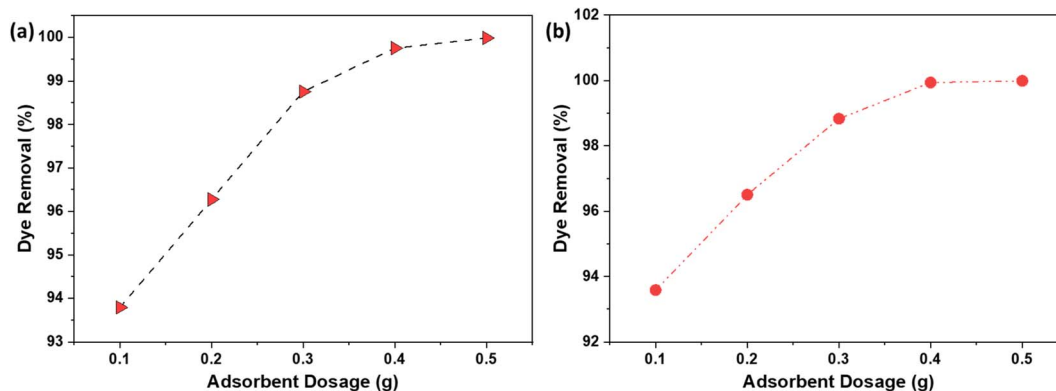 (a)
Dye Removal (%)
100
99
98
97
96
95
94
93
0.1 0.2 0.3 0.4 0.5
Adsorbent Dosage (g)
(b)
Dye Removal (%)
102
100
98
96
94
92
0.1 0.2 0.3 0.4 0.5
Adsorbent Dosage (g)